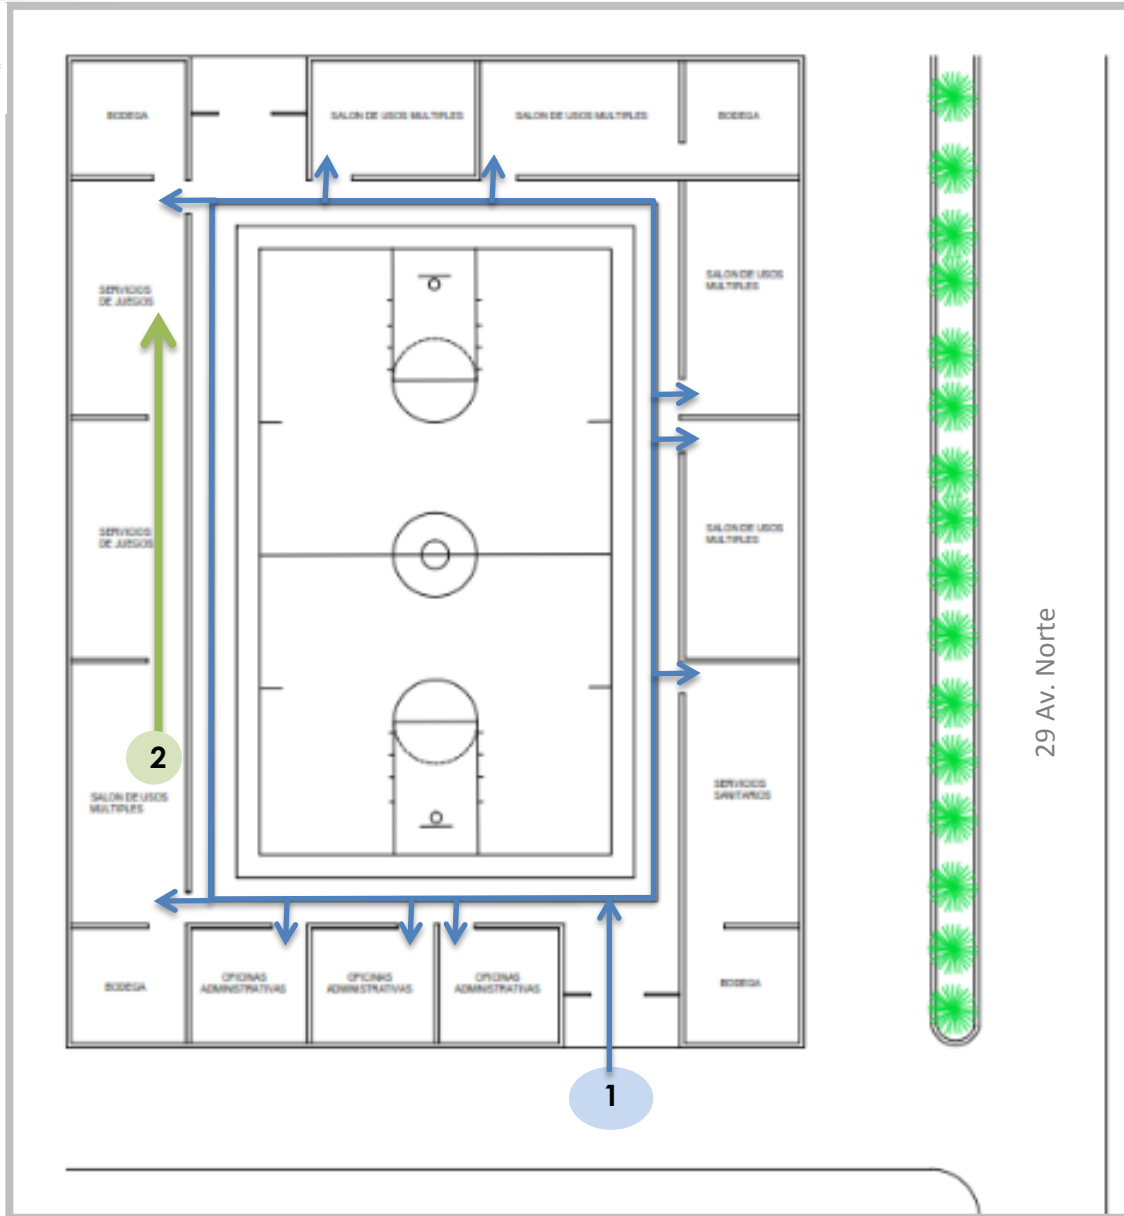 BODEGA
SALON DE USOS MULTIPLES
SALON DE USOS MULTIPLES
BODEGA
SERVICIOS
DE JUEGOS
SALON DE USOS
MULTIPLES
SERVICIOS
DE JUEGOS
SALON DE USOS
MULTIPLES
29 Av. Norte
2
SALON DE USOS
MULTIPLES
SERVICIOS
SANITARIOS
BODEGA
OFICINAS
ADMINISTRATIVAS
OFICINAS
ADMINISTRATIVAS
OFICINAS
ADMINISTRATIVAS
BODEGA
1